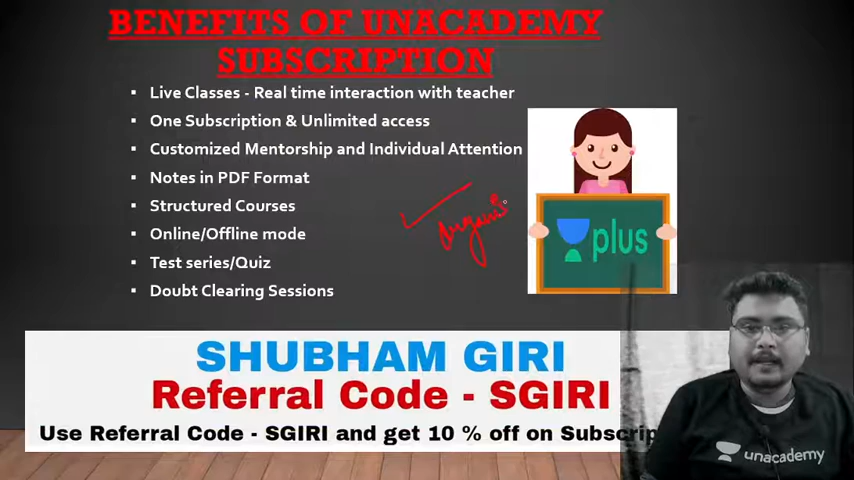 BENEFITS OF UNACADEMY
SUBSCRIPTION
▪ Live Classes - Real time interaction with teacher
▪ One Subscription & Unlimited access
▪ Customized Mentorship and Individual Attention
▪ Notes in PDF Format
▪ Structured Courses
▪ Online/Offline mode
▪ Test series/Quiz
▪ Doubt Clearing Sessions
plus
SHUBHAM GIRI
Referral Code - SGIRI
Use Referral Code - SGIRI and get 10 % off on Subscrip
unacademy